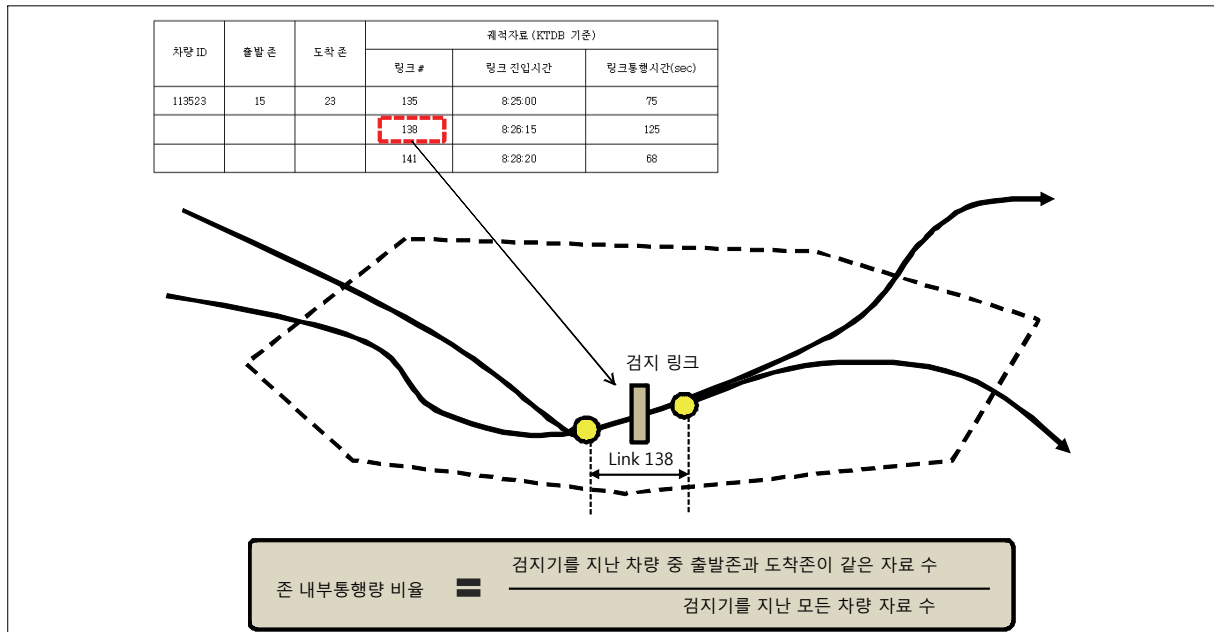 차량 ID 출발 존 도착 존 궤적자료 (KTDB 기준)
링크 # 링크 진입시간 링크통행시간(sec)
113523 15 23 135 8:25:00 75
138 8:26:15 125
141 8:28:20 68
검지 링크
Link 138
존 내부통행량 비율 = 검지기를 지난 차량 중 출발존과 도착존이 같은 자료 수
검지기를 지난 모든 차량 자료 수